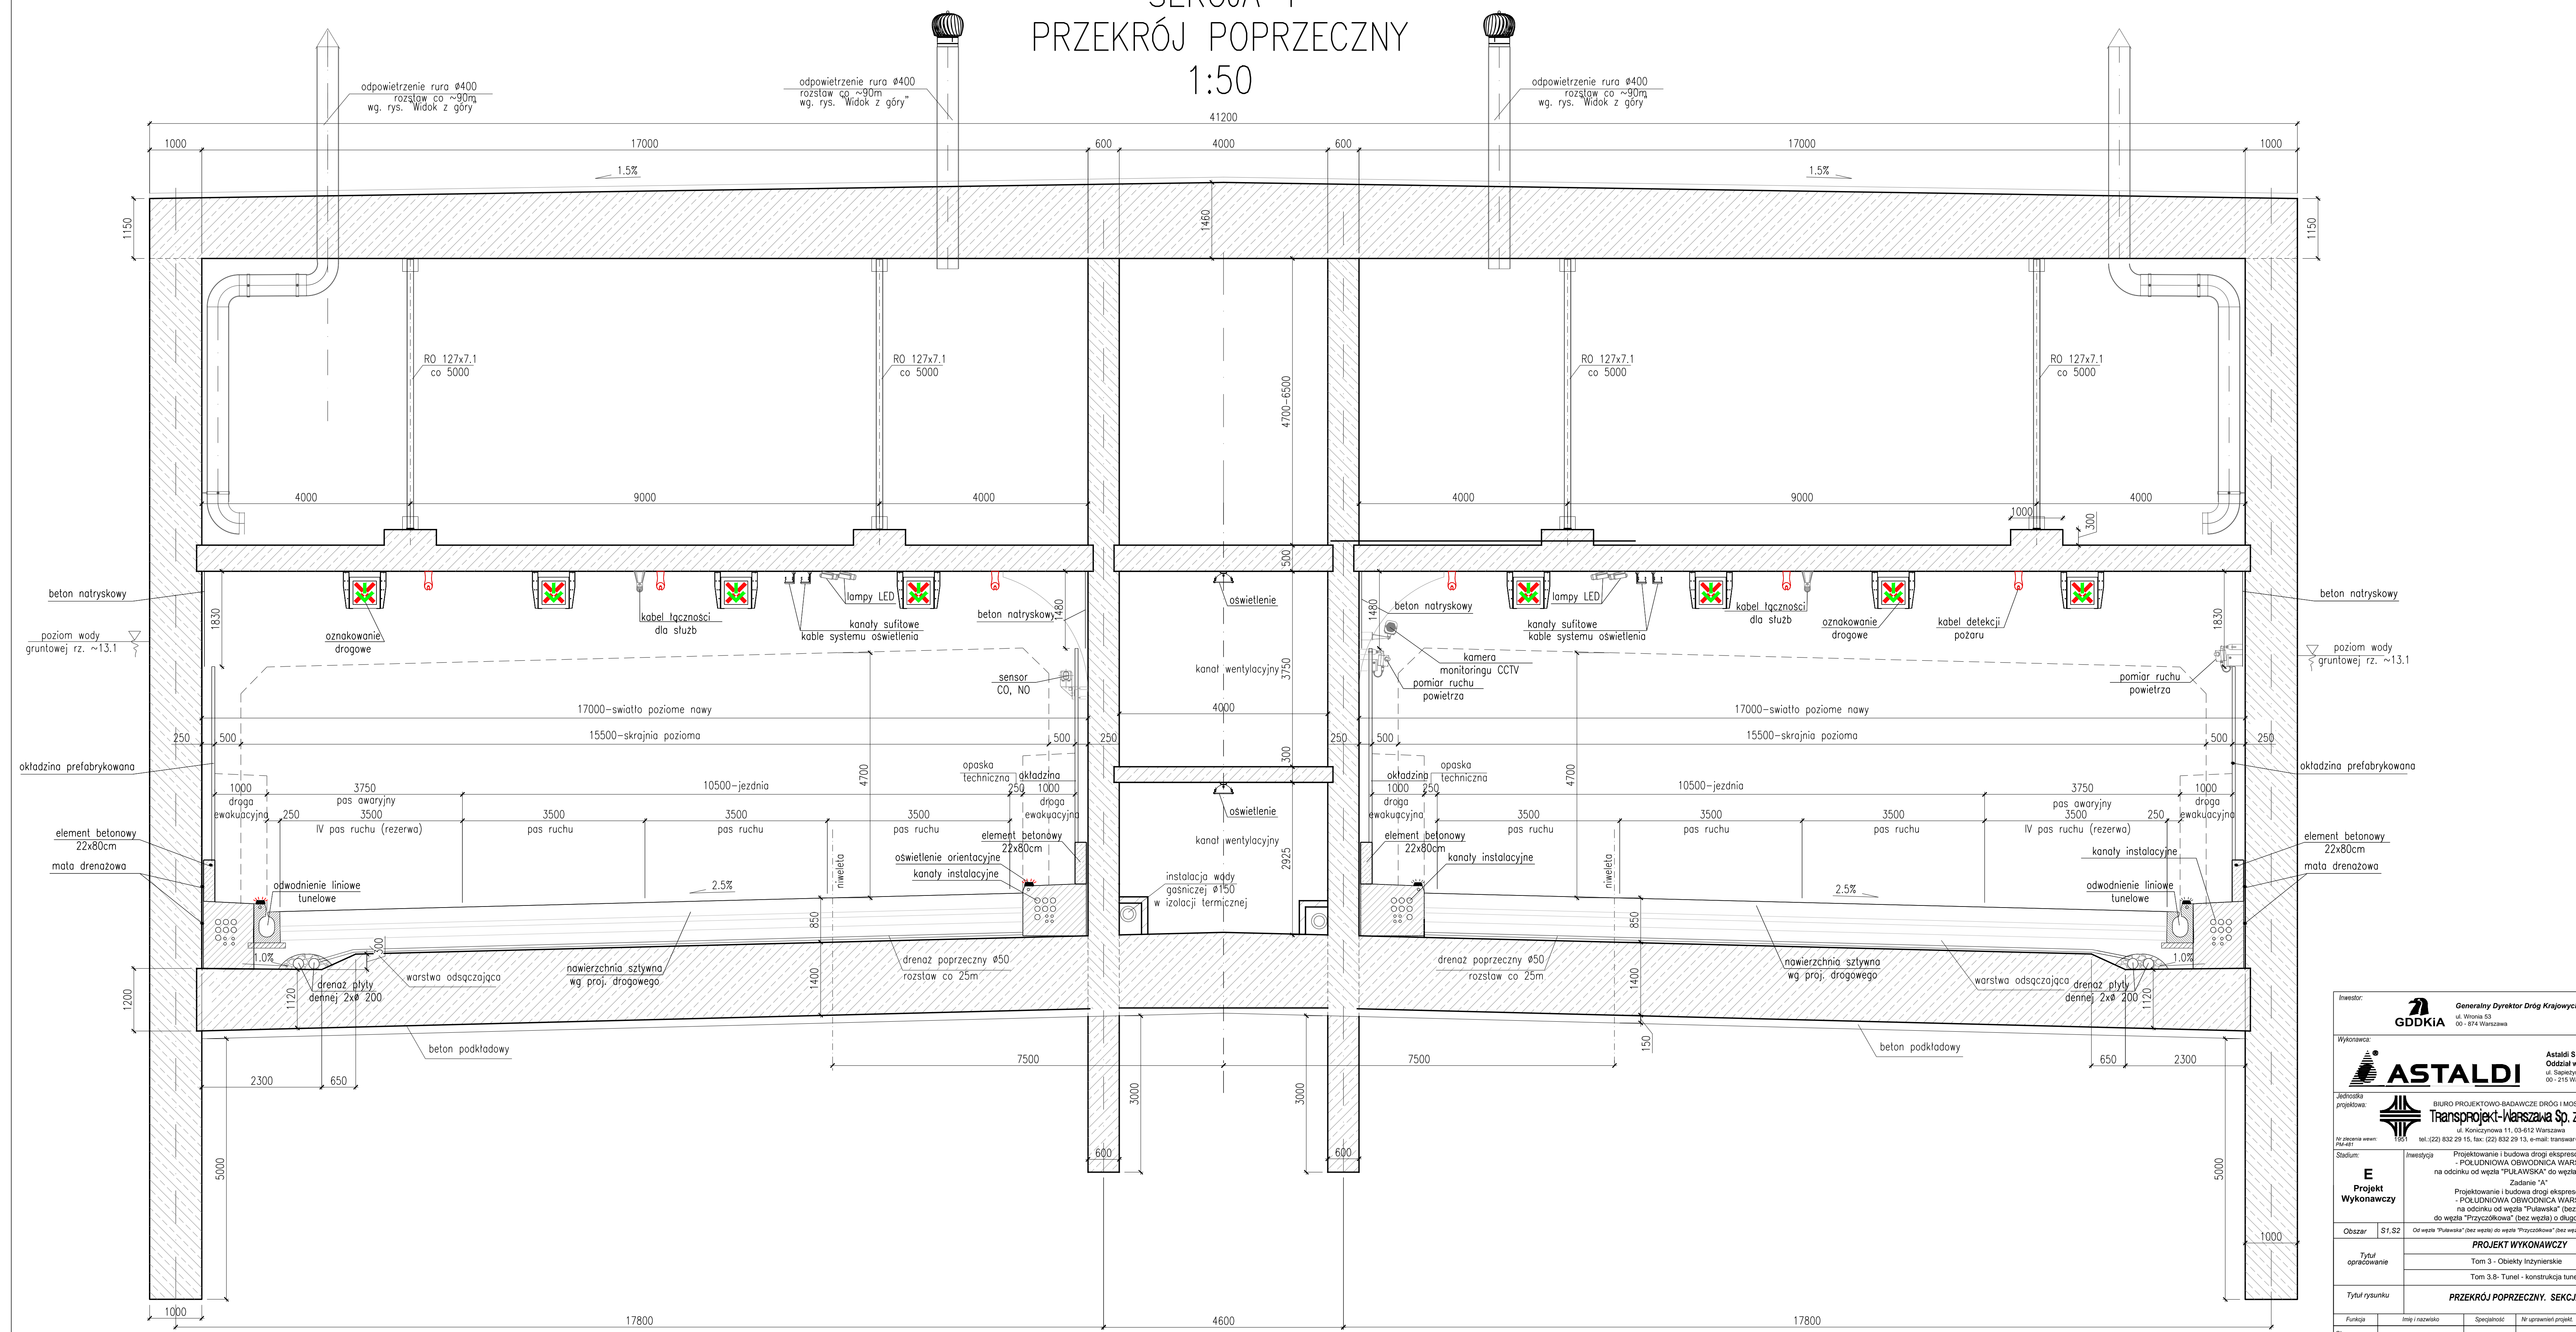 PRZEKRÓJ POPRZECZNY
1:50
odpowietrzenie rura ø400
rozstaw co ~90m
wg. rys. "Widok z góry"
odpowietrzenie rura ø400
rozstaw co ~90m
wg. rys. "Widok z góry"
odpowietrzenie rura ø400
rozstaw co ~90m
wg. rys. "Widok z góry"
41200
1000 17000 600 4000 600 17000 1000
1.5% 1.5%
1150 1460 1150
RO 127x7.1
co 5000
RO 127x7.1
co 5000
RO 127x7.1
co 5000
RO 127x7.1
co 5000
4700-6500
4000 9000 4000 4000 9000 4000
1000 300
500
beton natryskowy
poziom wody
gruntowej rz. ~13.1
1830
oznakowanie
drogowe
kabel łączności
dla służb
lampy LED
kanały sufitowe
kable systemu oświetlenia
beton natryskowy
1480
sensor
CO, NO
oświetlenie
kanał wentylacyjny
3750
4000
1480
beton natryskowy
lampy LED
kanały sufitowe
kable systemu oświetlenia
kabel łączności
dla służb
oznakowanie
drogowe
kabel detekcji
pożaru
1830
kamera
monitoringu CCTV
pomiar ruchu
powietrza
pomiar ruchu
powietrza
beton natryskowy
poziom wody
gruntowej rz. ~13.1
17000-swiatło poziome nawy
17000-swiatło poziome nawy
250 500 15500-skrajnia pozioma 500 250
250 500 15500-skrajnia pozioma 500 250
4700
4700
300
okładzina prefabrykowana
okładzina prefabrykowana
opaska
techniczna
okładzina
okładzina
opaska
techniczna
1000
droga
ewakuacyjna
3750
pas awaryjny
10500-jezdnia
250
1000
droga
ewakuacyjna
250 3500 3500 3500 3500
IV pas ruchu (rezerwa)
pas ruchu
pas ruchu
pas ruchu
1000
droga
ewakuacyjna
250
10500-jezdnia
3750
pas awaryjny
1000
droga
ewakuacyjna
3500 3500 3500 3500 250
pas ruchu
pas ruchu
pas ruchu
IV pas ruchu (rezerwa)
oświetlenie
kanał wentylacyjny
2925
instalacja wody
gaśniczej ø150
w izolacji termicznej
element betonowy
22x80cm
mata drenażowa
odwodnienie liniowe
tunelowe
niweleta
element betonowy
22x80cm
oświetlenie orientacyjne
kanały instalacyjne
2.5%
element betonowy
22x80cm
kanały instalacyjne
niweleta
2.5%
kanały instalacyjne
odwodnienie liniowe
tunelowe
element betonowy
22x80cm
mata drenażowa
850
850
300
1.0%
1.0%
warstwa odsączająca
drenaż płyty
dennej 2xø 200
nawierzchnia sztywna
wg proj. drogowego
drenaż poprzeczny ø50
rozstaw co 25m
drenaż poprzeczny ø50
rozstaw co 25m
nawierzchnia sztywna
wg proj. drogowego
warstwa odsączająca
drenaż płyty
dennej 2xø 200
1200 1120 1400 1400 1120
150
beton podkładowy
beton podkładowy
7500 7500
2300 650
650 2300
3000 3000
600 600
5000 5000
1000
1000
17800 4600 17800
Inwestor:
GDDKiA
ul. Wronia 53
00 - 874 Warszawa
Wykonawca:
ASTALDI
Jednostka
projektowa:
1951
ul. Koniczynowa 11, 03-612 Warszawa
Nr zlecenia wewn:
PM-481
Stadium:
E
Projekt
Wykonawczy
Inwestycja
Zadanie "A"
Obszar
S1,S2
Tytuł
opracowanie
PROJEKT WYKONAWCZY
Tom 3 - Obiekty Inżynierskie
Tytuł rysunku
PRZEKRÓJ POPRZECZNY.
Funkcja
Imię i nazwisko
Specjalność
Nr uprawnień projekt.